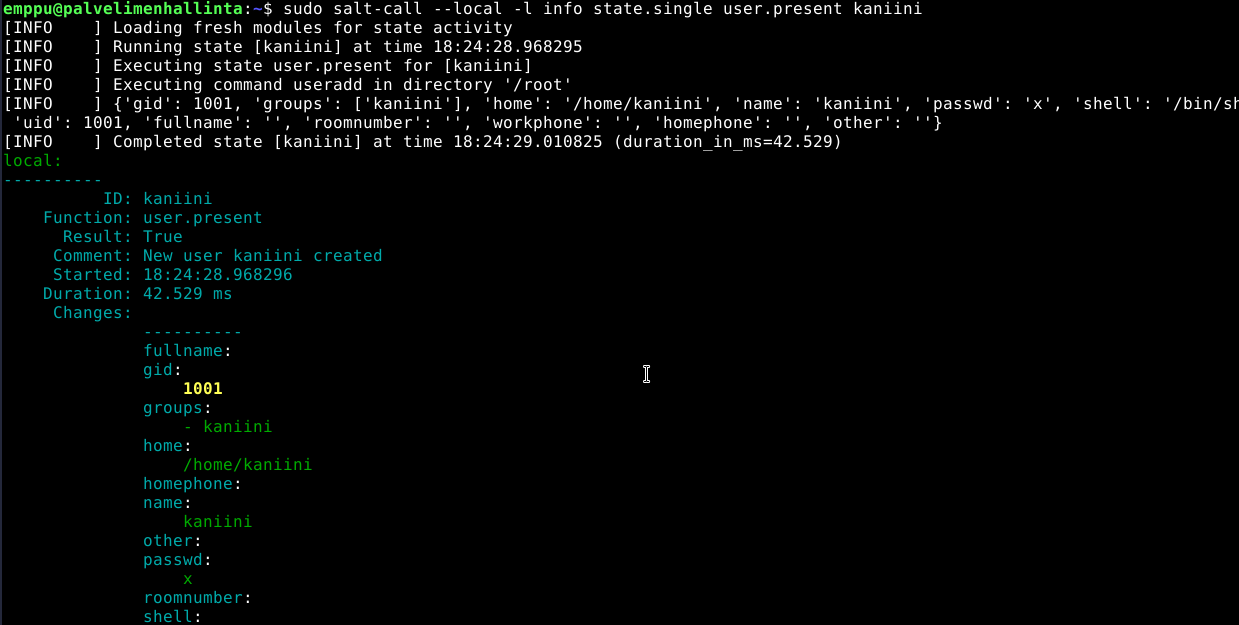 emppu@palvelimenhallinta:~$ sudo salt-call --local -l info state.single user.present kaniini
[INFO    ] Loading fresh modules for state activity
[INFO    ] Running state [kaniini] at time 18:24:28.968295
[INFO    ] Executing state user.present for [kaniini]
[INFO    ] Executing command useradd in directory '/root'
[INFO    ] {'gid': 1001, 'groups': ['kaniini'], 'home': '/home/kaniini', 'name': 'kaniini', 'passwd': 'x', 'shell': '/bin/sh
 'uid': 1001, 'fullname': '', 'roomnumber': '', 'workphone': '', 'homephone': '', 'other': ''}
[INFO    ] Completed state [kaniini] at time 18:24:29.010825 (duration_in_ms=42.529)
local:
----------
          ID: kaniini
    Function: user.present
      Result: True
     Comment: New user kaniini created
     Started: 18:24:28.968296
    Duration: 42.529 ms
     Changes:
              ----------
              fullname:
              gid:
                  1001
              groups:
                  - kaniini
              home:
                  /home/kaniini
              homephone:
              name:
                  kaniini
              other:
              passwd:
                  x
              roomnumber:
              shell: